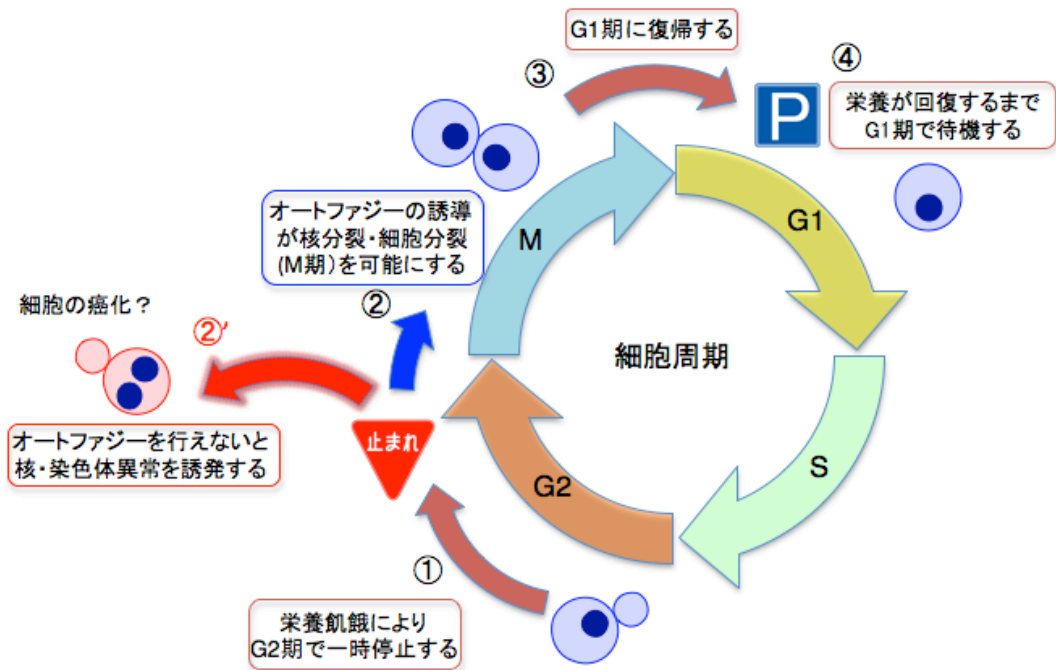 G1期に復帰する
③
④
P
栄養が回復するまで
G1期で待機する
オートファジーの誘導
が核分裂・細胞分裂
(M期)を可能にする
M
G1
細胞の癌化？
②'
②
細胞周期
オートファジーを行えないと
核・染色体異常を誘発する
止まれ
G2
S
①
栄養飢餓により
G2期で一時停止する